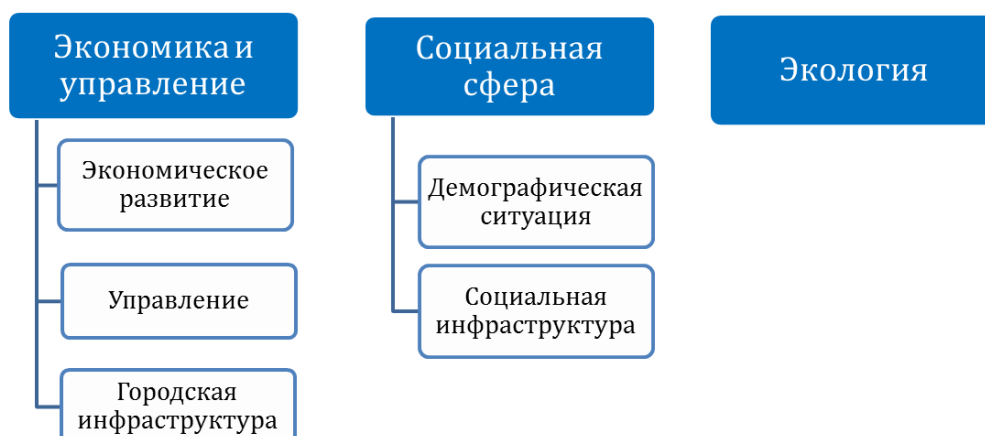 Экономика и
управление
Экономическое
развитие
Управление
Городская
инфраструктура
Социальная
сфера
Демографическая
ситуация
Социальная
инфраструктура
Экология